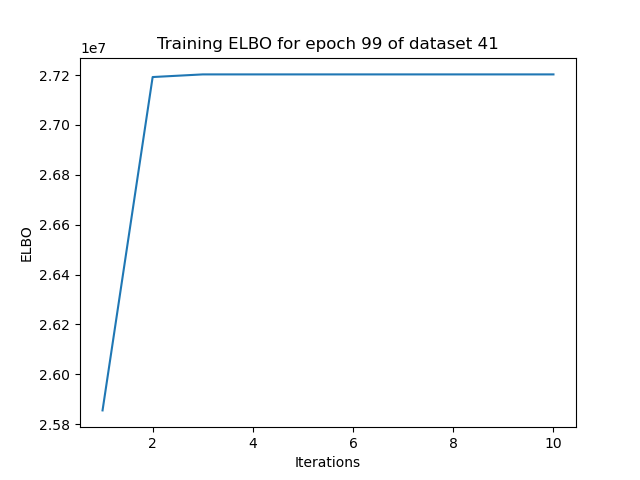 Training ELBO for epoch 99 of dataset 41
1e7
2.72
2.70
2.68
2.66
2.64
2.62
2.60
2.58
ELBO
2 4 6 8 10
Iterations